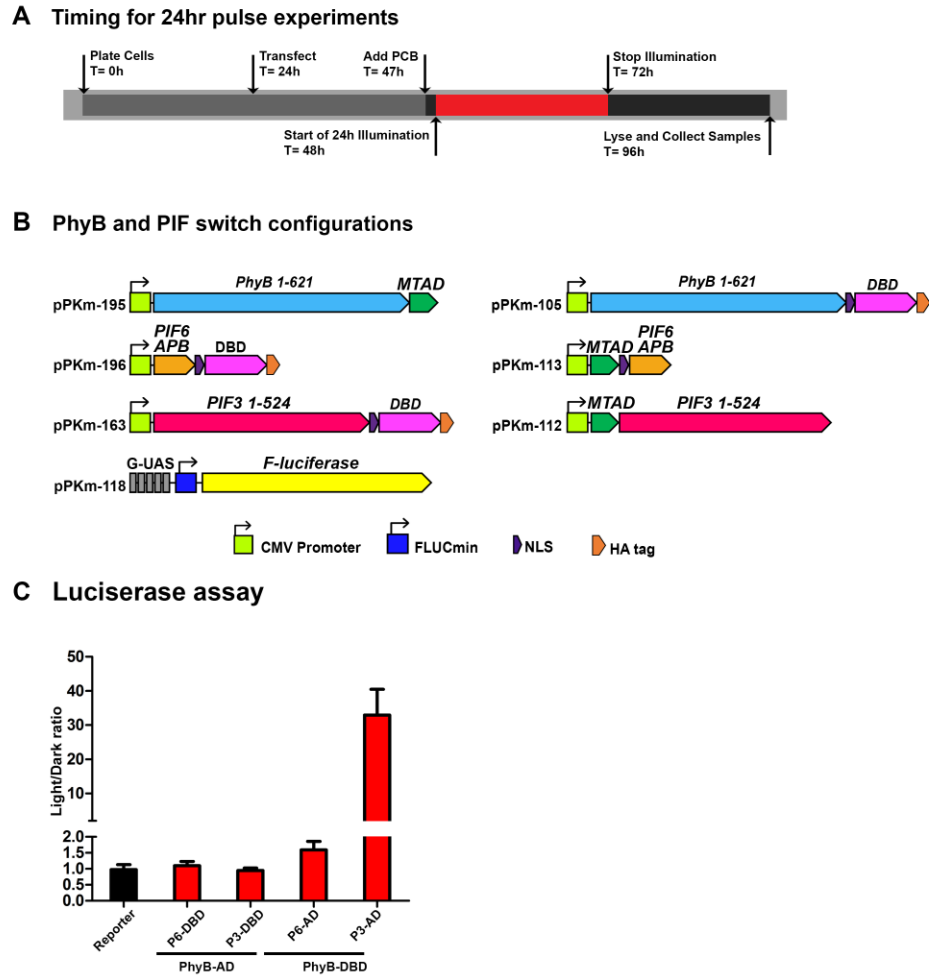 A Timing for 24hr pulse experiments
Plate Cells
T= 0h
Transfect
T= 24h
Add PCB
T= 47h
Stop Illumination
T= 72h
Start of 24h Illumination
T= 48h
Lyse and Collect Samples
T= 96h
B PhyB and PIF switch configurations
pPKm-195
PhyB 1-621
MTAD
pPKm-105
PhyB 1-621
DBD
pPKm-196
PIF6
APB
DBD
pPKm-113
MTAD
PIF6
APB
pPKm-163
PIF3 1-524
DBD
pPKm-112
MTAD
PIF3 1-524
pPKm-118
G-UAS
F-luciferase
CMV Promoter
FLUCmin
NLS
HA tag
C Luciserase assay
Light/Dark ratio
50
40
30
20
10
2.0
1.5
1.0
0.5
0.0
Reporter
P6-DBD
P3-DBD
P6-AD
P3-AD
PhyB-AD
PhyB-DBD